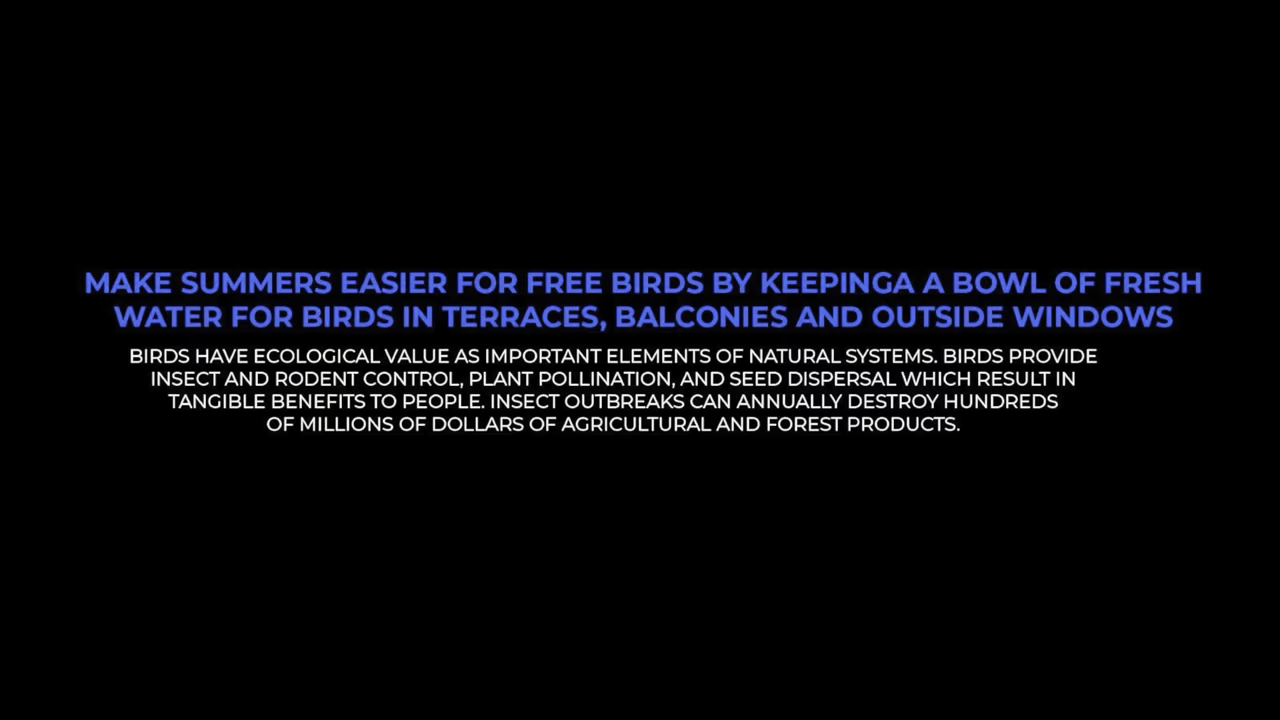 MAKE SUMMERS EASIER FOR FREE BIRDS BY KEEPINGA A BOWL OF FRESH
WATER FOR BIRDS IN TERRACES, BALCONIES AND OUTSIDE WINDOWS
BIRDS HAVE ECOLOGICAL VALUE AS IMPORTANT ELEMENTS OF NATURAL SYSTEMS. BIRDS PROVIDE
INSECT AND RODENT CONTROL, PLANT POLLINATION, AND SEED DISPERSAL WHICH RESULT IN
TANGIBLE BENEFITS TO PEOPLE. INSECT OUTBREAKS CAN ANNUALLY DESTROY HUNDREDS
OF MILLIONS OF DOLLARS OF AGRICULTURAL AND FOREST PRODUCTS.